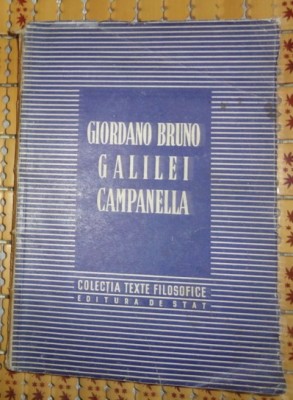 GIORDANO BRUNO
GALILEI
CAMPANELLA
COLECȚIA TEXTE FILOSOFICE
EDITURA DE STAT